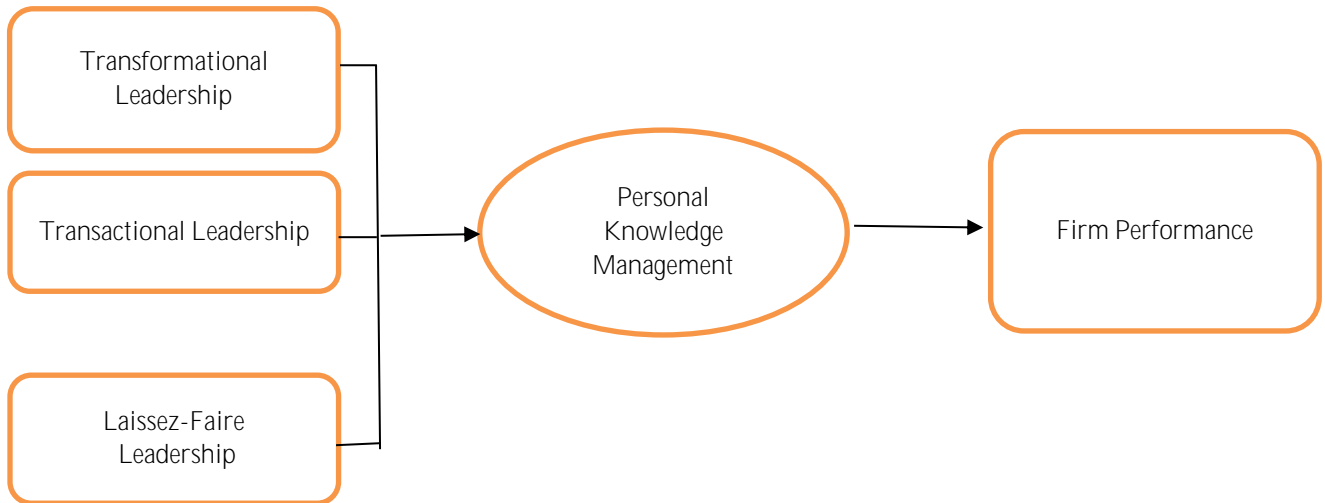 Transformational
Leadership
Transactional Leadership
Laissez-Faire
Leadership
Personal
Knowledge
Management
Firm Performance